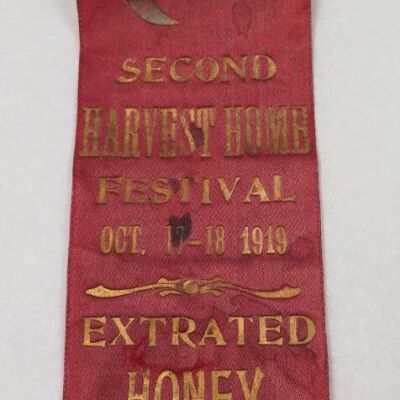 SECOND
HARVEST HOME
FESTIVAL
OCT. 17-18 1919
EXTRATED
HONEY